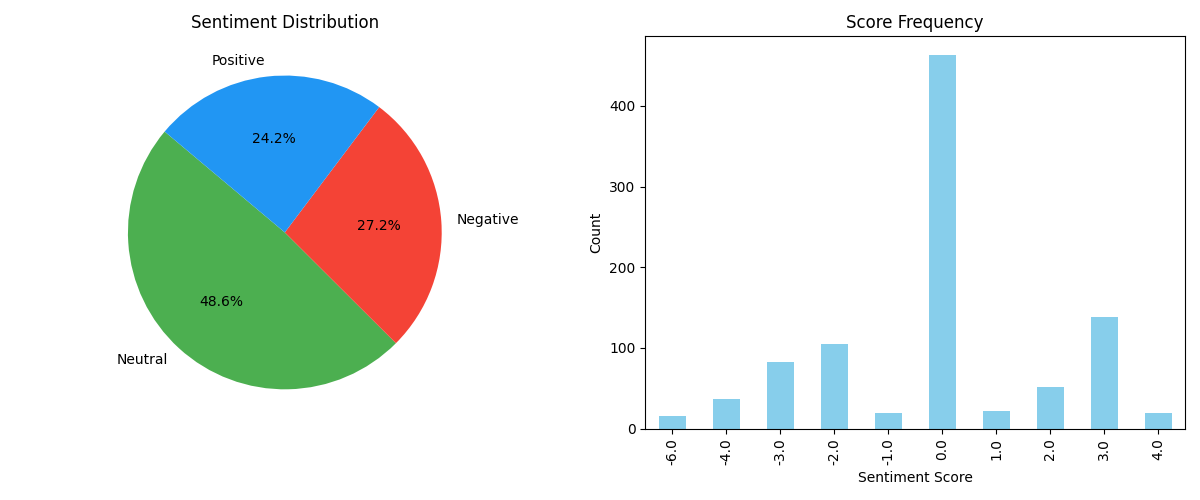 Sentiment Distribution
Positive
24.2%
Negative
27.2%
48.6%
Neutral
Score Frequency
Count
400
300
200
100
0
-6.0
-4.0
-3.0
-2.0
-1.0
0.0
1.0
2.0
3.0
4.0
Sentiment Score